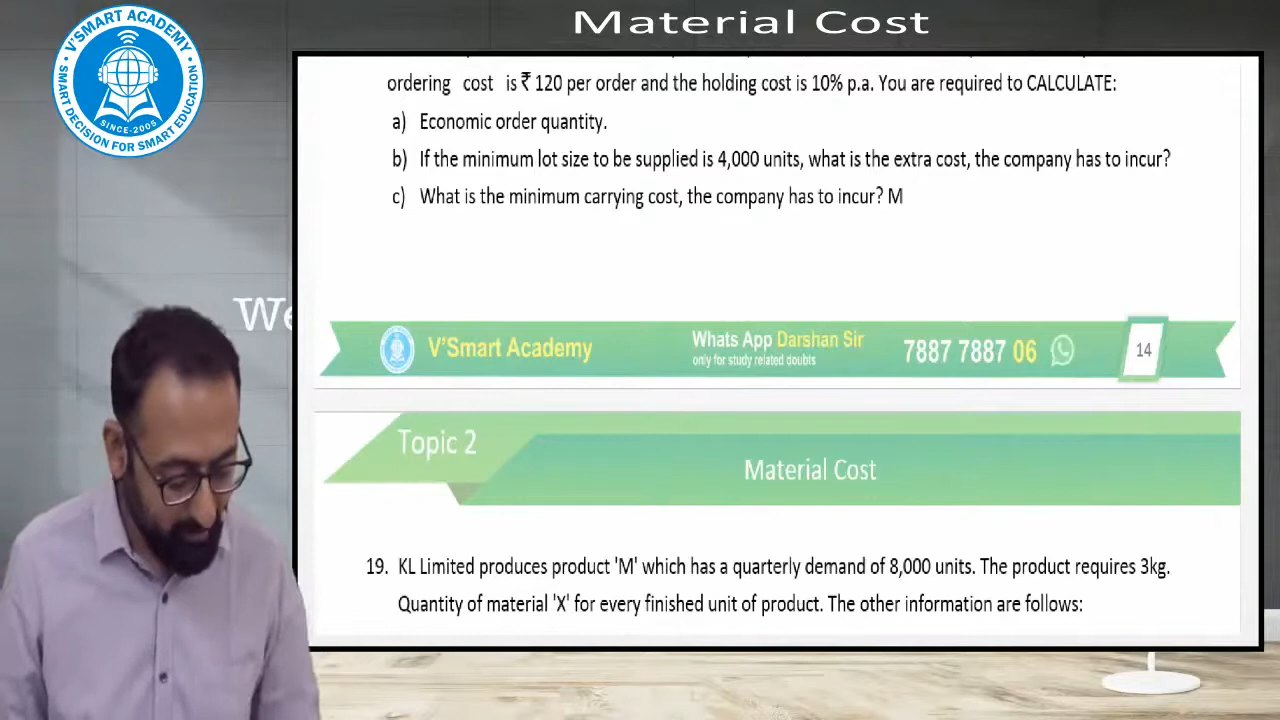 Material Cost
V'SMART ACADEMY
SMART DECISION FOR SMART EDUCATION
SINCE-2005
ordering cost is ₹ 120 per order and the holding cost is 10% p.a. You are required to CALCULATE:
a) Economic order quantity.
b) If the minimum lot size to be supplied is 4,000 units, what is the extra cost, the company has to incur?
c) What is the minimum carrying cost, the company has to incur? M
We
V'Smart Academy
Whats App Darshan Sir
only for study related doubts
7887 7887 06
14
Topic 2
Material Cost
19. KL Limited produces product 'M' which has a quarterly demand of 8,000 units. The product requires 3kg.
Quantity of material 'X' for every finished unit of product. The other information are follows: